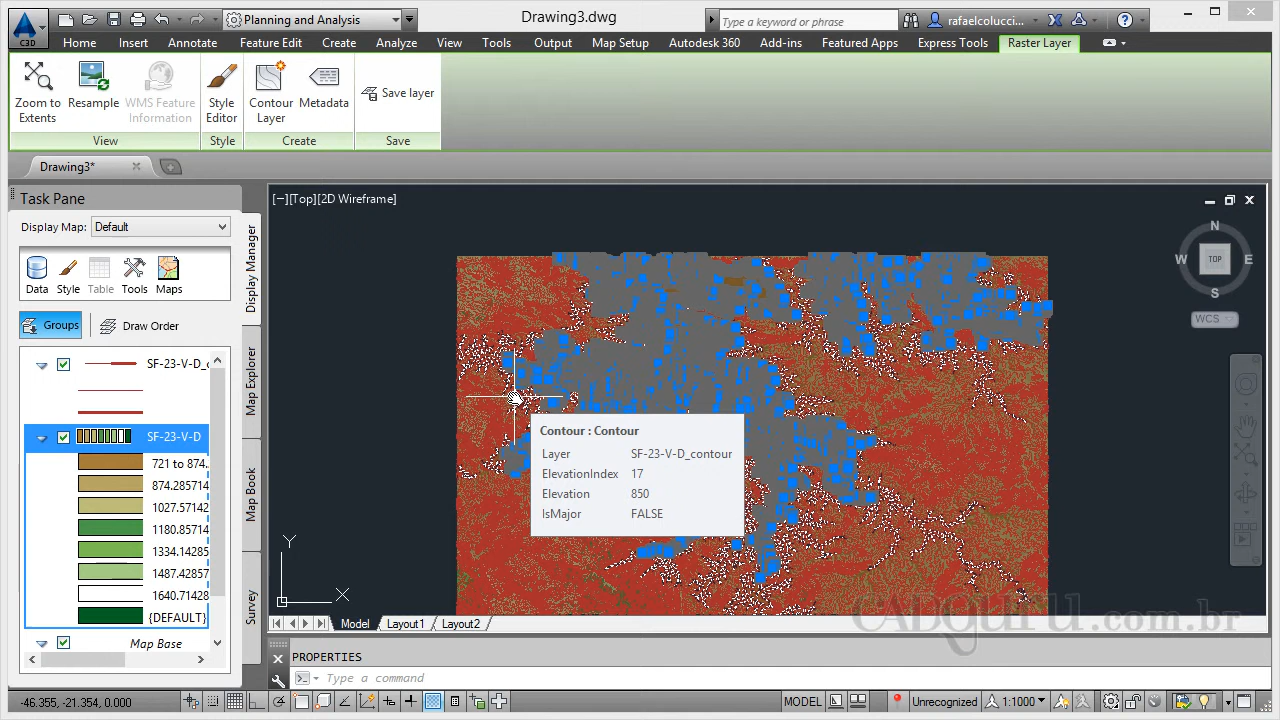 Planning and Analysis
Drawing3.dwg
Type a keyword or phrase
rafaelcolucci...
C3D
Home Insert Annotate Feature Edit Create Analyze View Tools Output Map Setup Autodesk 360 Add-ins Featured Apps Express Tools Raster Layer
Zoom to Extents
Resample
WMS Feature Information
Style Editor
Contour Layer
Metadata
Save layer
View Style Create Save
Drawing3*
Task Pane
Display Map: Default
Data Style Table Tools Maps
Groups Draw Order
SF-23-V-D_c
SF-23-V-D
721 to 874.
874.285714
1027.57142
1180.85714
1334.14285
1487.42857
1640.71428
{DEFAULT}
Map Base
Display Manager
Map Explorer
Map Book
Survey
[−][Top][2D Wireframe]
N
W TOP E
S
WCS
Contour : Contour
Layer SF-23-V-D_contour
ElevationIndex 17
Elevation 850
IsMajor FALSE
Y
X
CADguru.com.br
Model Layout1 Layout2
PROPERTIES
Type a command
-46.355, -21.354, 0.000
MODEL
Unrecognized
1:1000